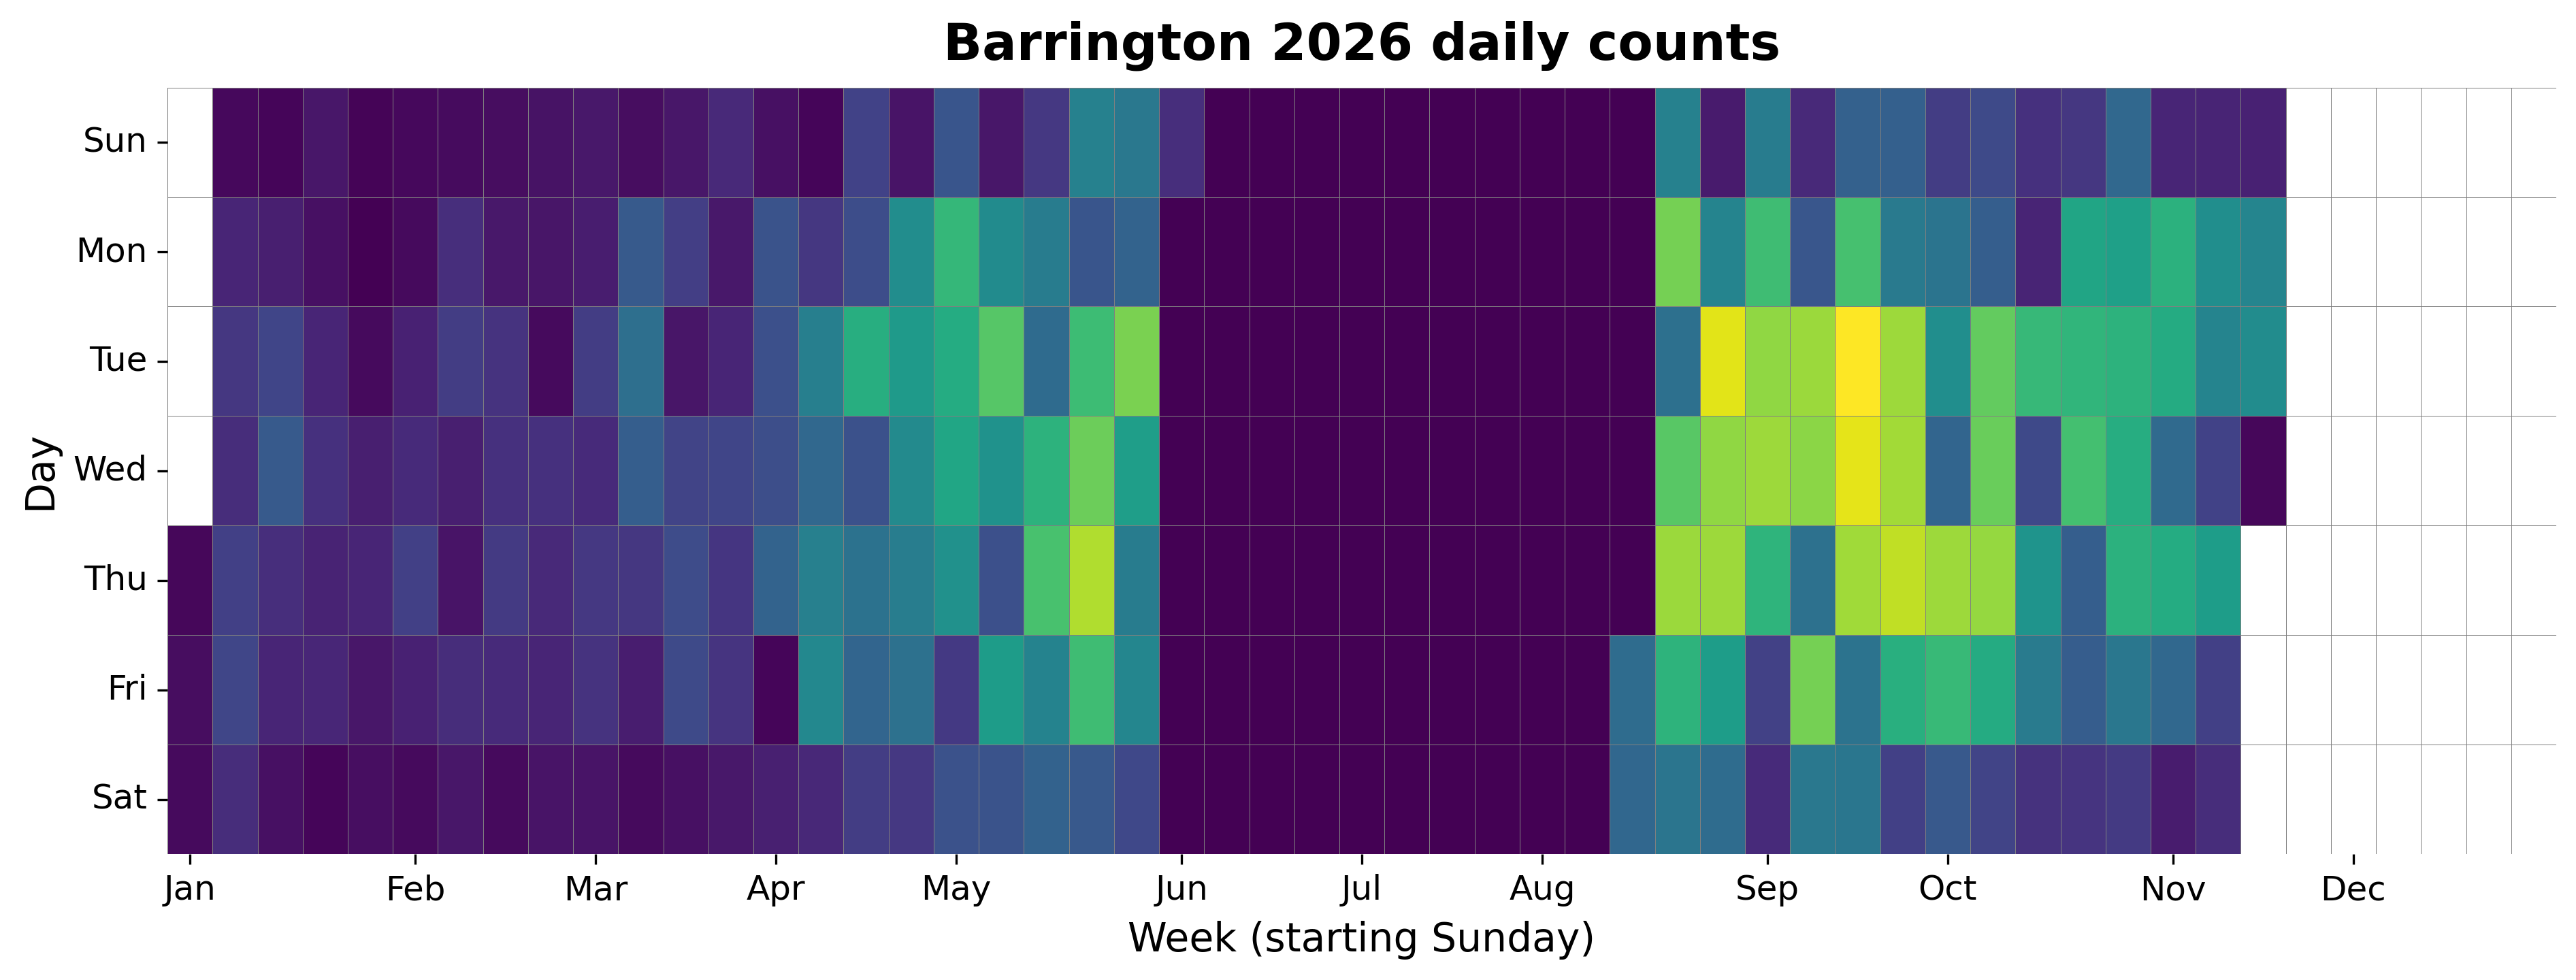 Barrington 2026 daily counts
Day
Sun
Mon
Tue
Wed
Thu
Fri
Sat
Jan Feb Mar Apr May Jun Jul Aug Sep Oct Nov Dec
Week (starting Sunday)